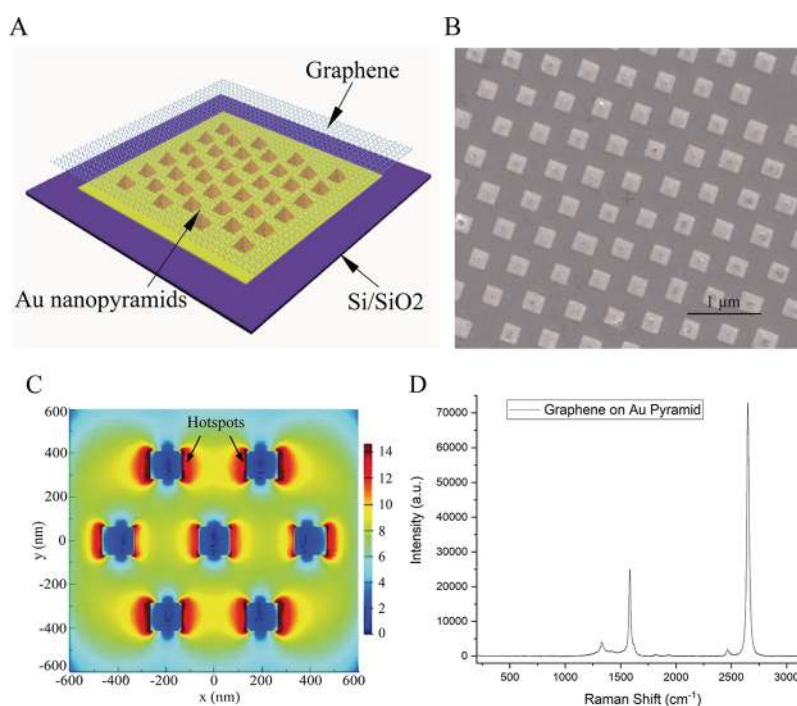 A
Graphene
Au nanopyramids
Si/SiO2
B
1 μm
C
Hotspots
600
400
200
0
-200
-400
-600
y (nm)
-600 -400 -200 0 200 400 600
x (nm)
14
12
10
8
6
4
2
0
D
Graphene on Au Pyramid
70000
60000
50000
40000
30000
20000
10000
0
Intensity (a.u.)
500 1000 1500 2000 2500 3000
Raman Shift (cm⁻¹)